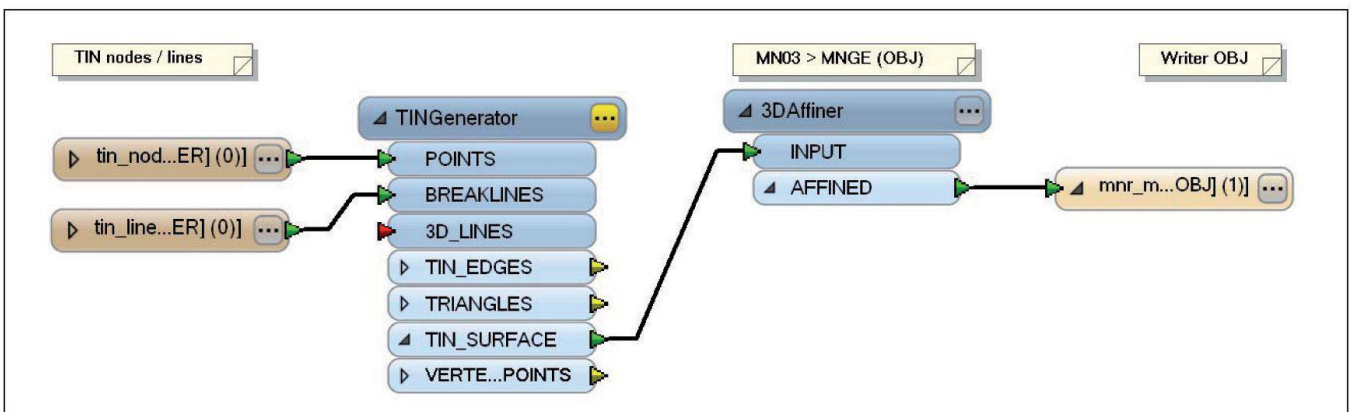 TIN nodes / lines
MN03 > MNGE (OBJ)
Writer OBJ
TINGenerator
3DAffiner
tin_nod...ER] (0)]
POINTS
INPUT
BREAKLINES
AFFINED
mnr_m...OBJ] (1)]
tin_line...ER] (0)]
3D_LINES
TIN_EDGES
TRIANGLES
TIN_SURFACE
VERTE...POINTS